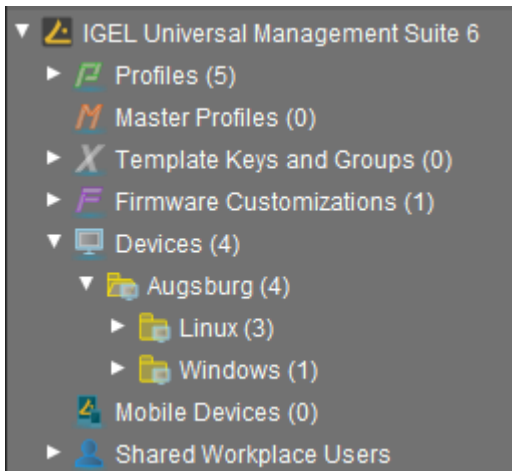 IGEL Universal Management Suite 6
Profiles (5)
Master Profiles (0)
Template Keys and Groups (0)
Firmware Customizations (1)
Devices (4)
Augsburg (4)
Linux (3)
Windows (1)
Mobile Devices (0)
Shared Workplace Users